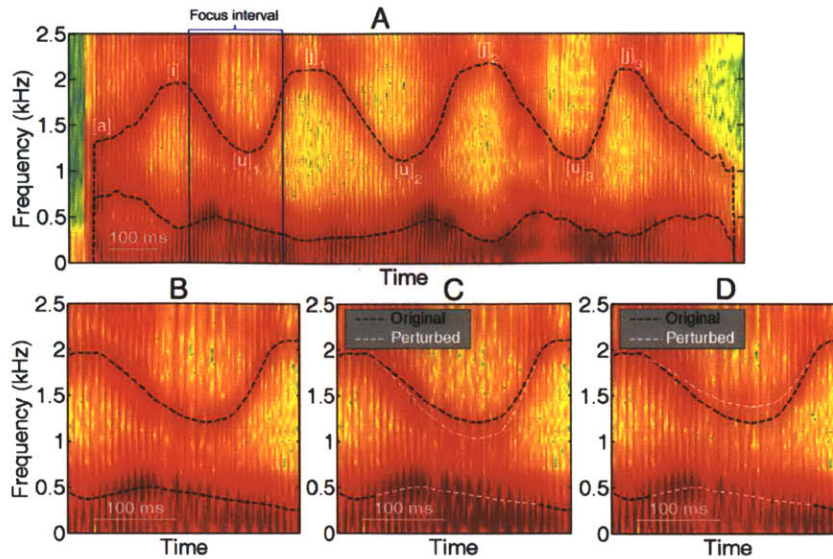 Focus interval
A
2.5
2
1.5
1
0.5
0
Frequency (kHz)
[a]
[i]
[u]1
[j]1
[u]2
[j]2
[u]3
[j]3
100 ms
Time
B
2.5
2
1.5
1
0.5
0
Frequency (kHz)
100 ms
Time
C
2.5
2
1.5
1
0.5
0
Original
Perturbed
100 ms
Time
D
2.5
2
1.5
1
0.5
0
Original
Perturbed
100 ms
Time